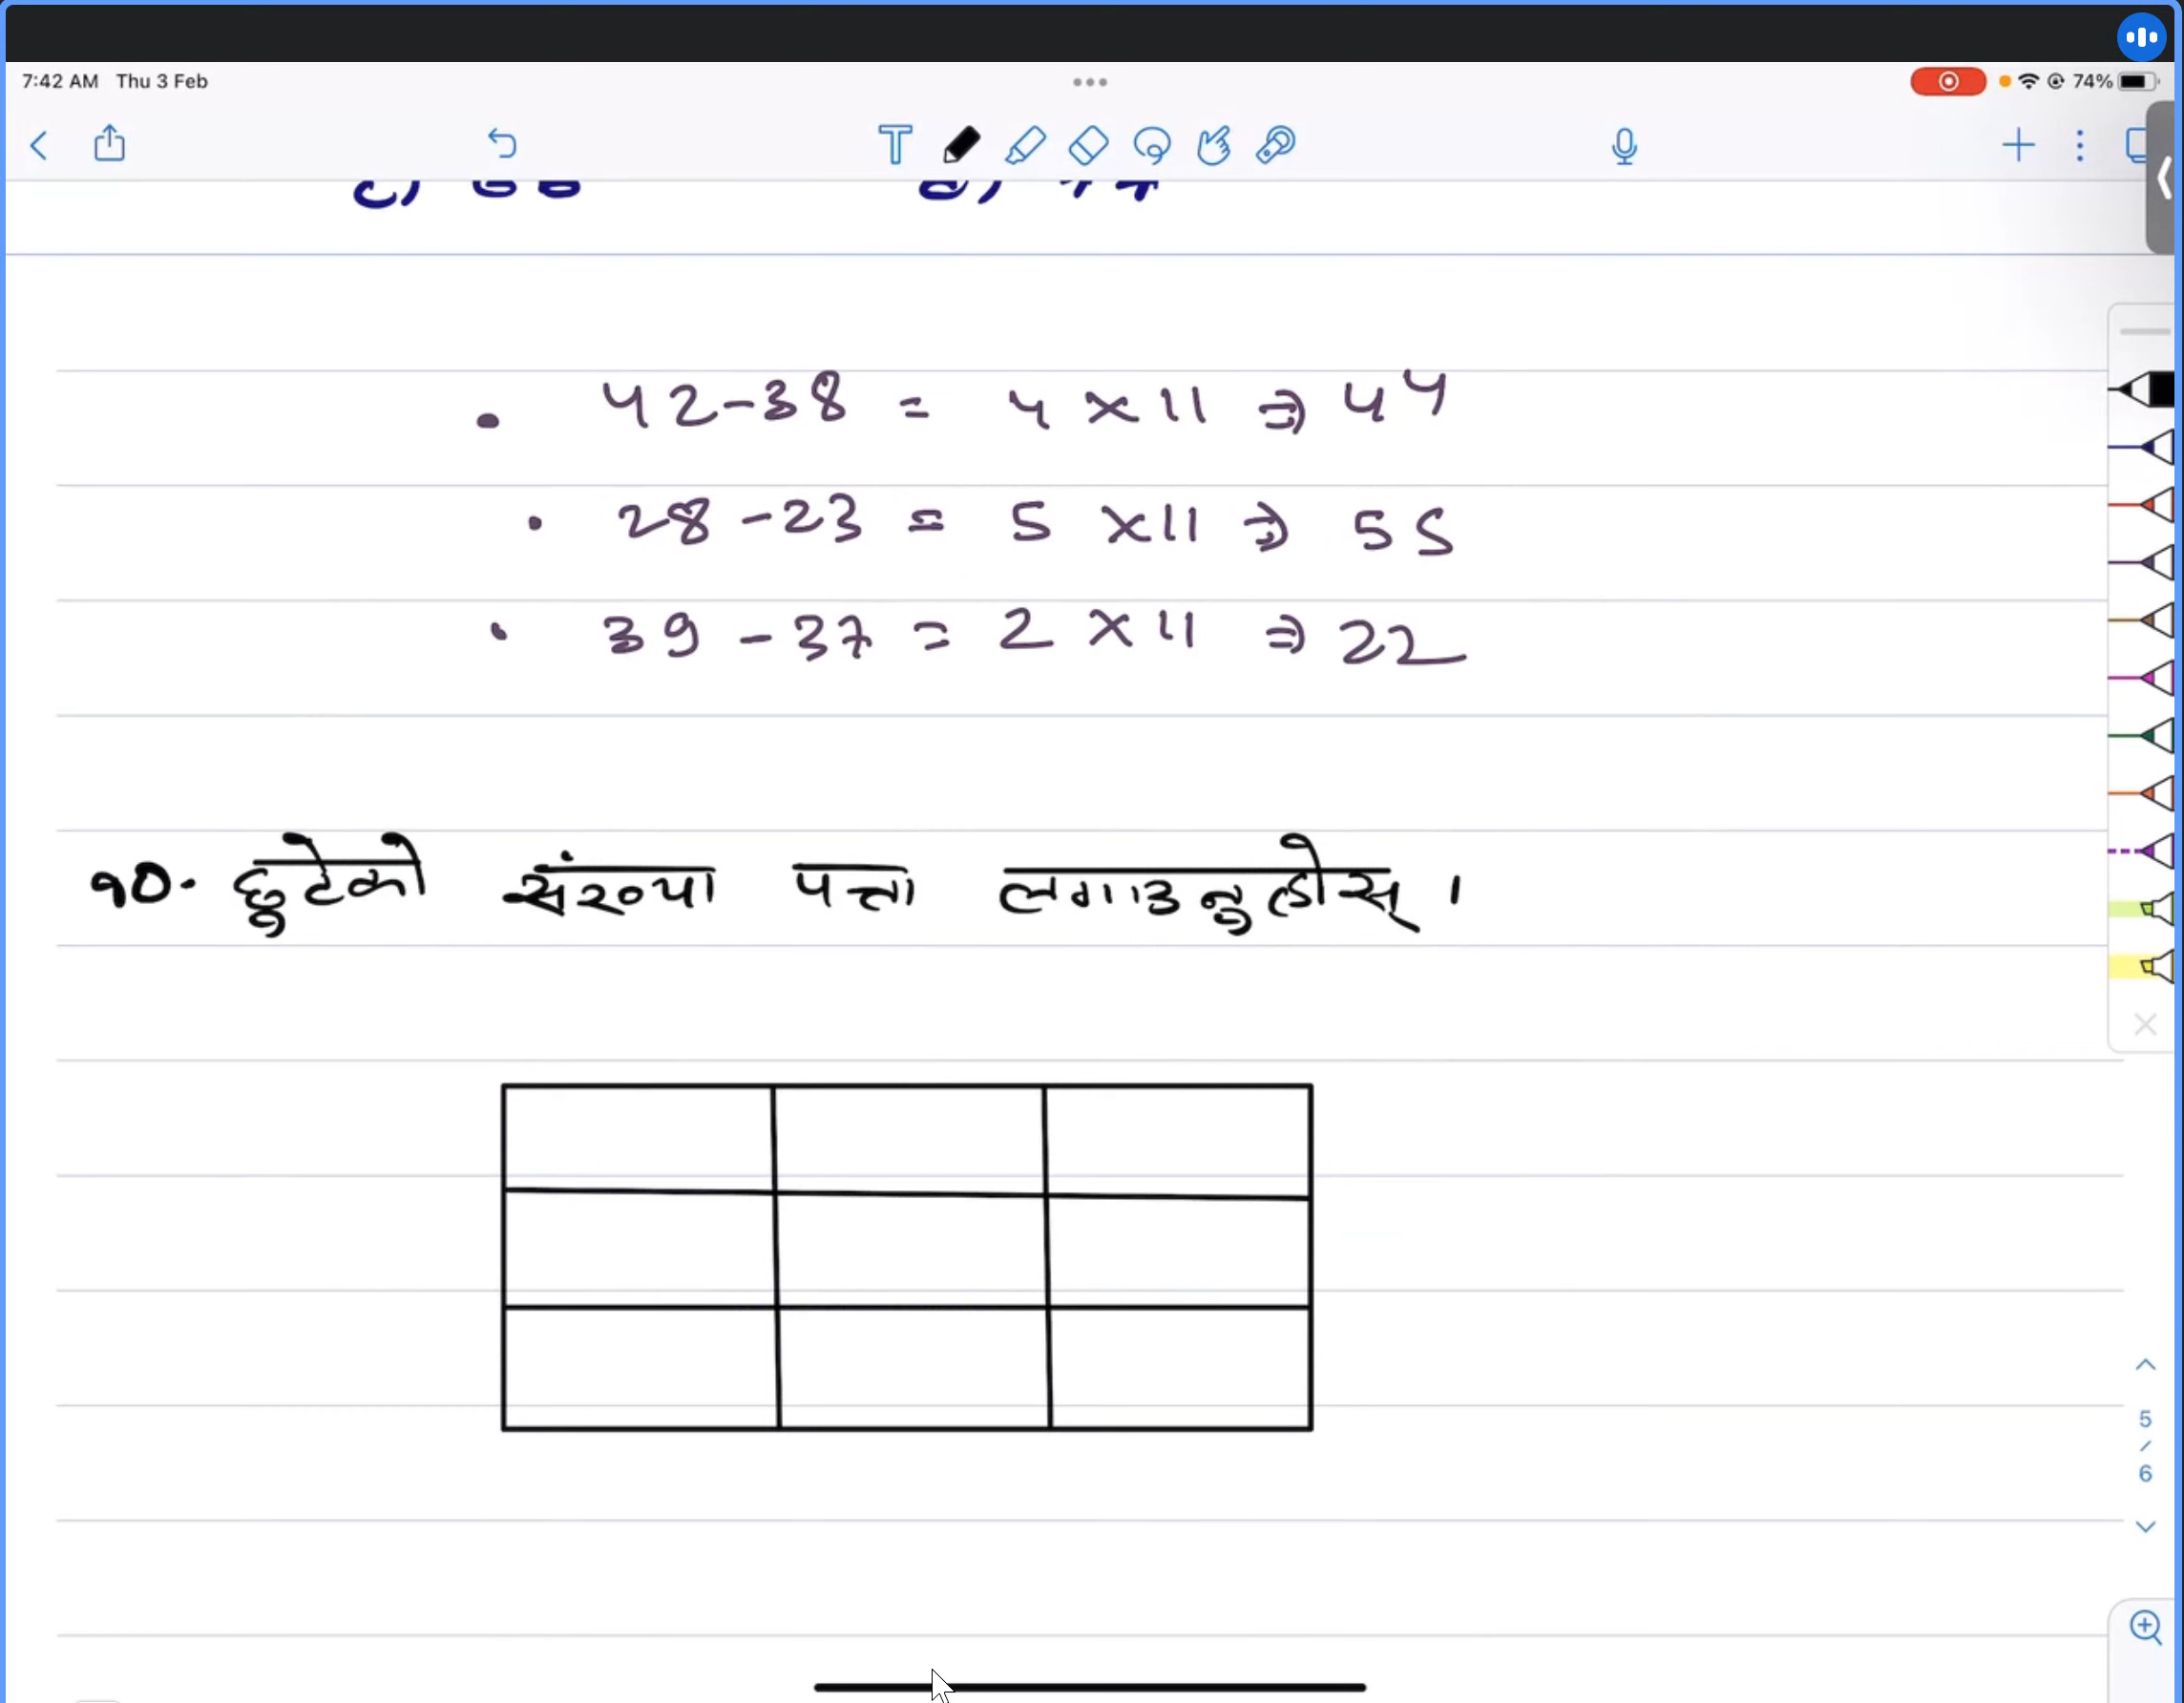 7:42 AM Thu 3 Feb
74%
42-38 = 4 × 11 ⇒ 44
28-23 = 5 ×11 ⇒ 55
39-37 = 2 ×11 ⇒ 22
१०. छुटेको संख्या पत्ता लगाउनुहोस् ।
5
/
6